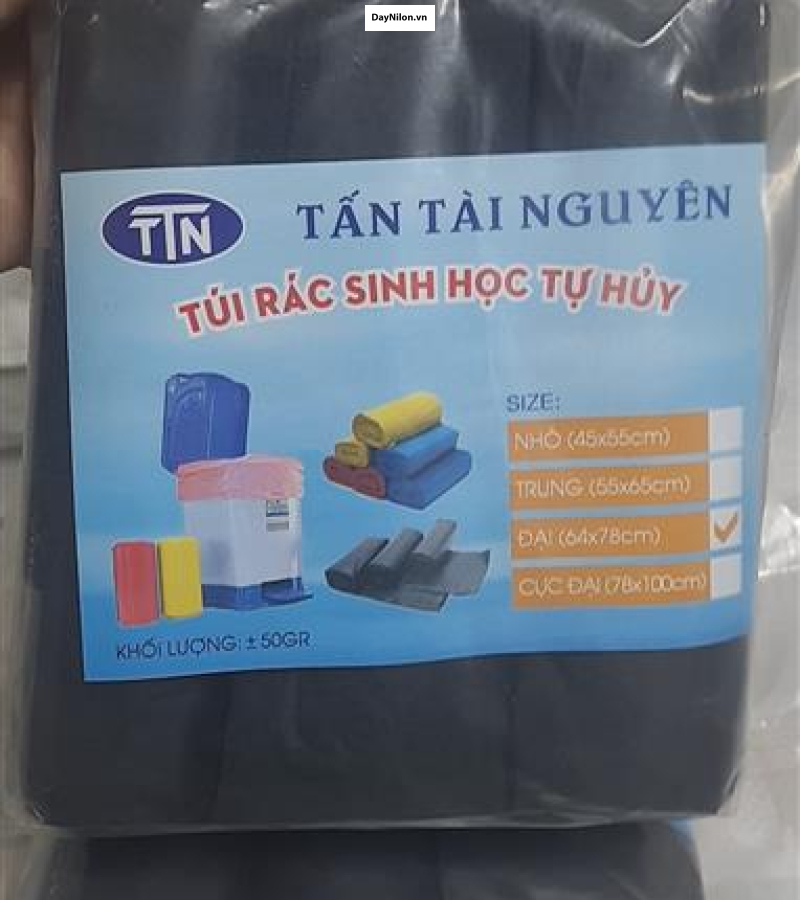 DayNilon.vn
TTN
TẤN TÀI NGUYÊN
TÚI RÁC SINH HỌC TỰ HỦY
SIZE:
NHỎ (45x55cm)
TRUNG (55x65cm)
ĐẠI (64x78cm)
CỰC ĐẠI (78x100cm)
KHỐI LƯỢNG: ± 50GR